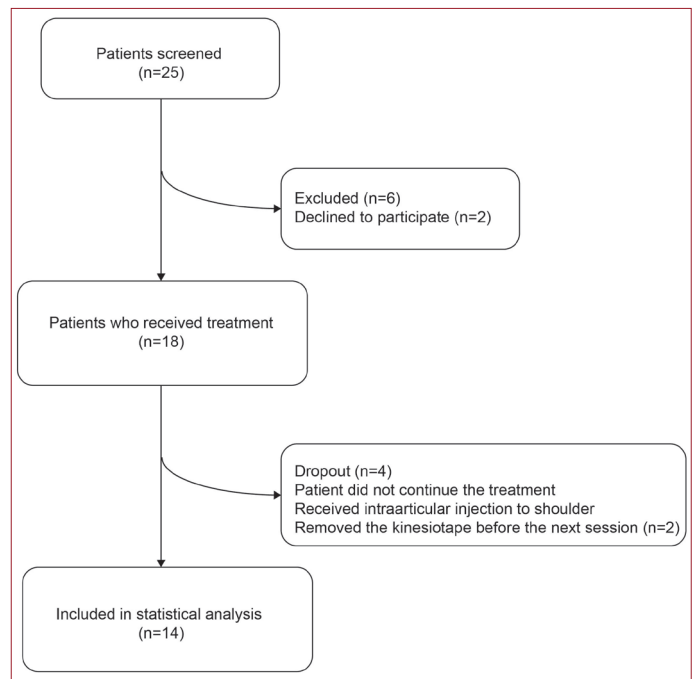 Patients screened
(n=25)
Excluded (n=6)
Declined to participate (n=2)
Patients who received treatment
(n=18)
Dropout (n=4)
Patient did not continue the treatment
Received intraarticular injection to shoulder
Removed the kinesiotape before the next session (n=2)
Included in statistical analysis
(n=14)